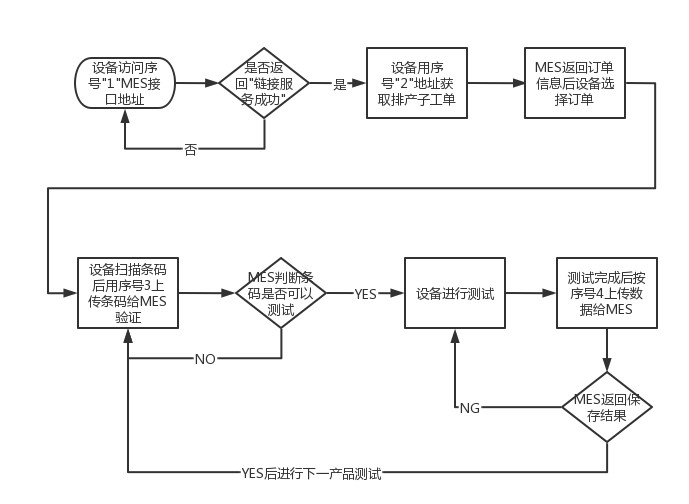 设备访问序
号"1"MES接
口地址
是否返
回"链接服
务成功"
是
设备用序
号"2"地址获
取排产子工单
MES返回订单
信息后设备选
择订单
否
设备扫描条码
后用序号3上
传条码给MES
验证
MES判断条
码是否可以
测试
YES
设备进行测试
测试完成后按
序号4上传数
据给MES
NO
NG
MES返回保
存结果
YES后进行下一产品测试